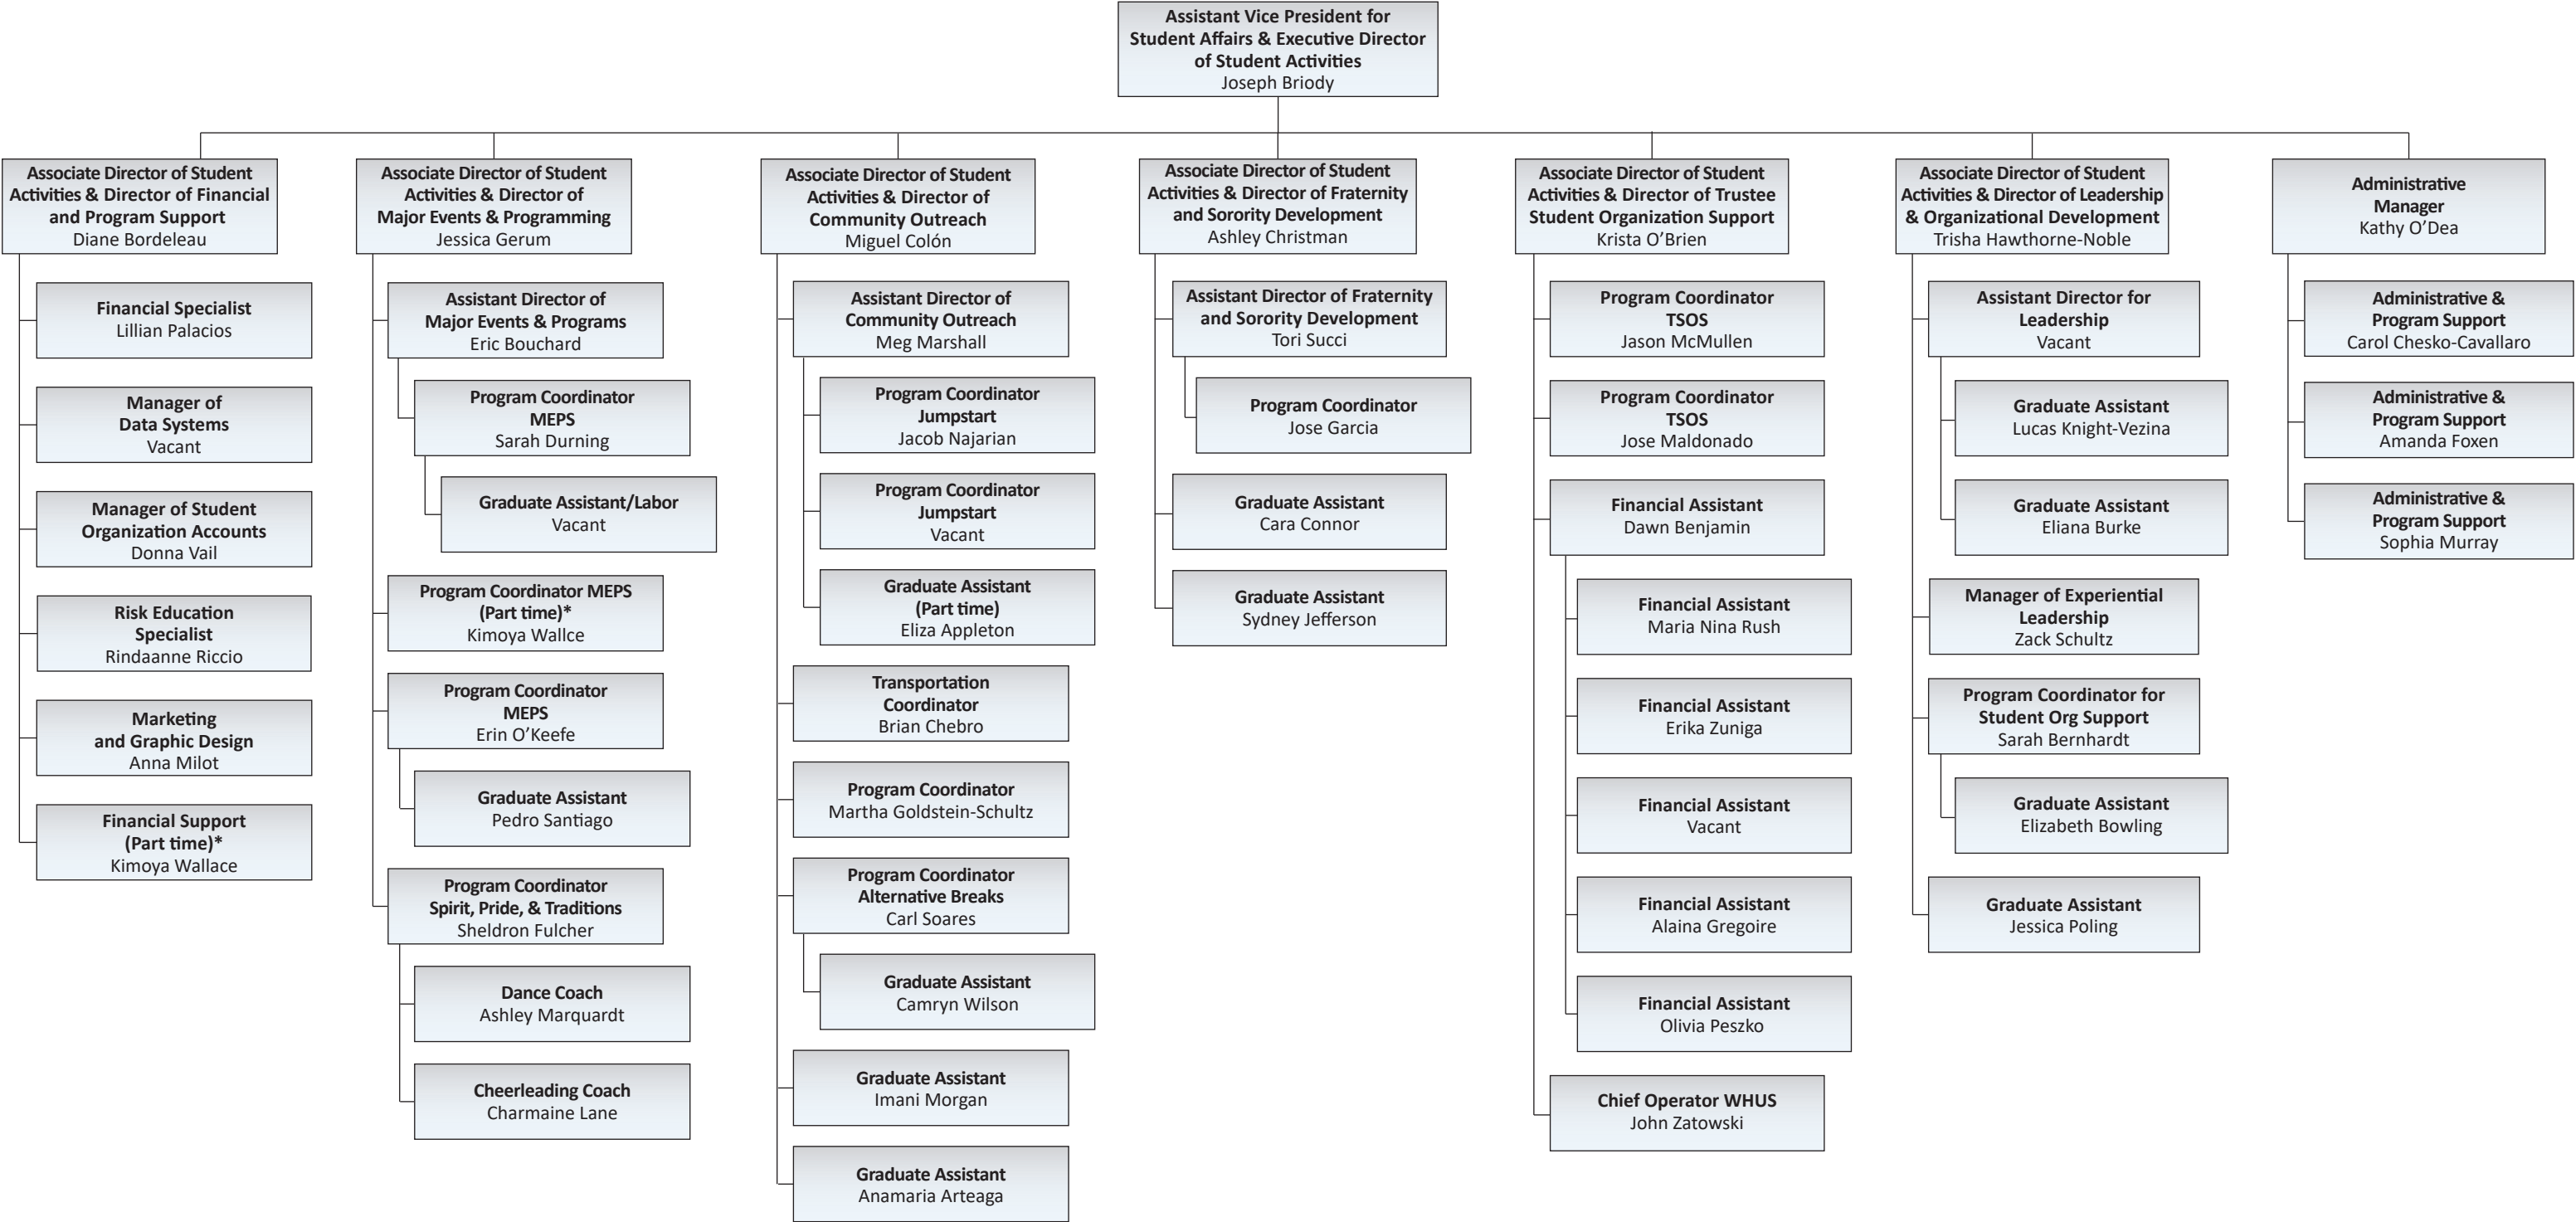 Assistant Vice President for
Student Affairs & Executive Director
of Student Activities
Joseph Briody
Associate Director of Student
Activities & Director of Financial
and Program Support
Diane Bordeleau
Financial Specialist
Lillian Palacios
Manager of
Data Systems
Vacant
Manager of Student
Organization Accounts
Donna Vail
Risk Education
Specialist
Rindaanne Riccio
Marketing
and Graphic Design
Anna Milot
Financial Support
(Part time)*
Kimoya Wallace
Associate Director of Student
Activities & Director of
Major Events & Programming
Jessica Gerum
Assistant Director of
Major Events & Programs
Eric Bouchard
Program Coordinator
MEPS
Sarah Durning
Graduate Assistant/Labor
Vacant
Program Coordinator MEPS
(Part time)*
Kimoya Wallce
Program Coordinator
MEPS
Erin O’Keefe
Graduate Assistant
Pedro Santiago
Program Coordinator
Spirit, Pride, & Traditions
Sheldron Fulcher
Dance Coach
Ashley Marquardt
Cheerleading Coach
Charmaine Lane
Associate Director of Student
Activities & Director of
Community Outreach
Miguel Colón
Assistant Director of
Community Outreach
Meg Marshall
Program Coordinator
Jumpstart
Jacob Najarian
Program Coordinator
Jumpstart
Vacant
Graduate Assistant
(Part time)
Eliza Appleton
Transportation
Coordinator
Brian Chebro
Program Coordinator
Martha Goldstein-Schultz
Program Coordinator
Alternative Breaks
Carl Soares
Graduate Assistant
Camryn Wilson
Graduate Assistant
Imani Morgan
Graduate Assistant
Anamaria Arteaga
Associate Director of Student
Activities & Director of Fraternity
and Sorority Development
Ashley Christman
Assistant Director of Fraternity
and Sorority Development
Tori Succi
Program Coordinator
Jose Garcia
Graduate Assistant
Cara Connor
Graduate Assistant
Sydney Jefferson
Associate Director of Student
Activities & Director of Trustee
Student Organization Support
Krista O’Brien
Program Coordinator
TSOS
Jason McMullen
Program Coordinator
TSOS
Jose Maldonado
Financial Assistant
Dawn Benjamin
Financial Assistant
Maria Nina Rush
Financial Assistant
Erika Zuniga
Financial Assistant
Vacant
Financial Assistant
Alaina Gregoire
Financial Assistant
Olivia Peszko
Chief Operator WHUS
John Zatowski
Associate Director of Student
Activities & Director of Leadership
& Organizational Development
Trisha Hawthorne-Noble
Assistant Director for
Leadership
Vacant
Graduate Assistant
Lucas Knight-Vezina
Graduate Assistant
Eliana Burke
Manager of Experiential
Leadership
Zack Schultz
Program Coordinator for
Student Org Support
Sarah Bernhardt
Graduate Assistant
Elizabeth Bowling
Graduate Assistant
Jessica Poling
Administrative
Manager
Kathy O’Dea
Administrative &
Program Support
Carol Chesko-Cavallaro
Administrative &
Program Support
Amanda Foxen
Administrative &
Program Support
Sophia Murray